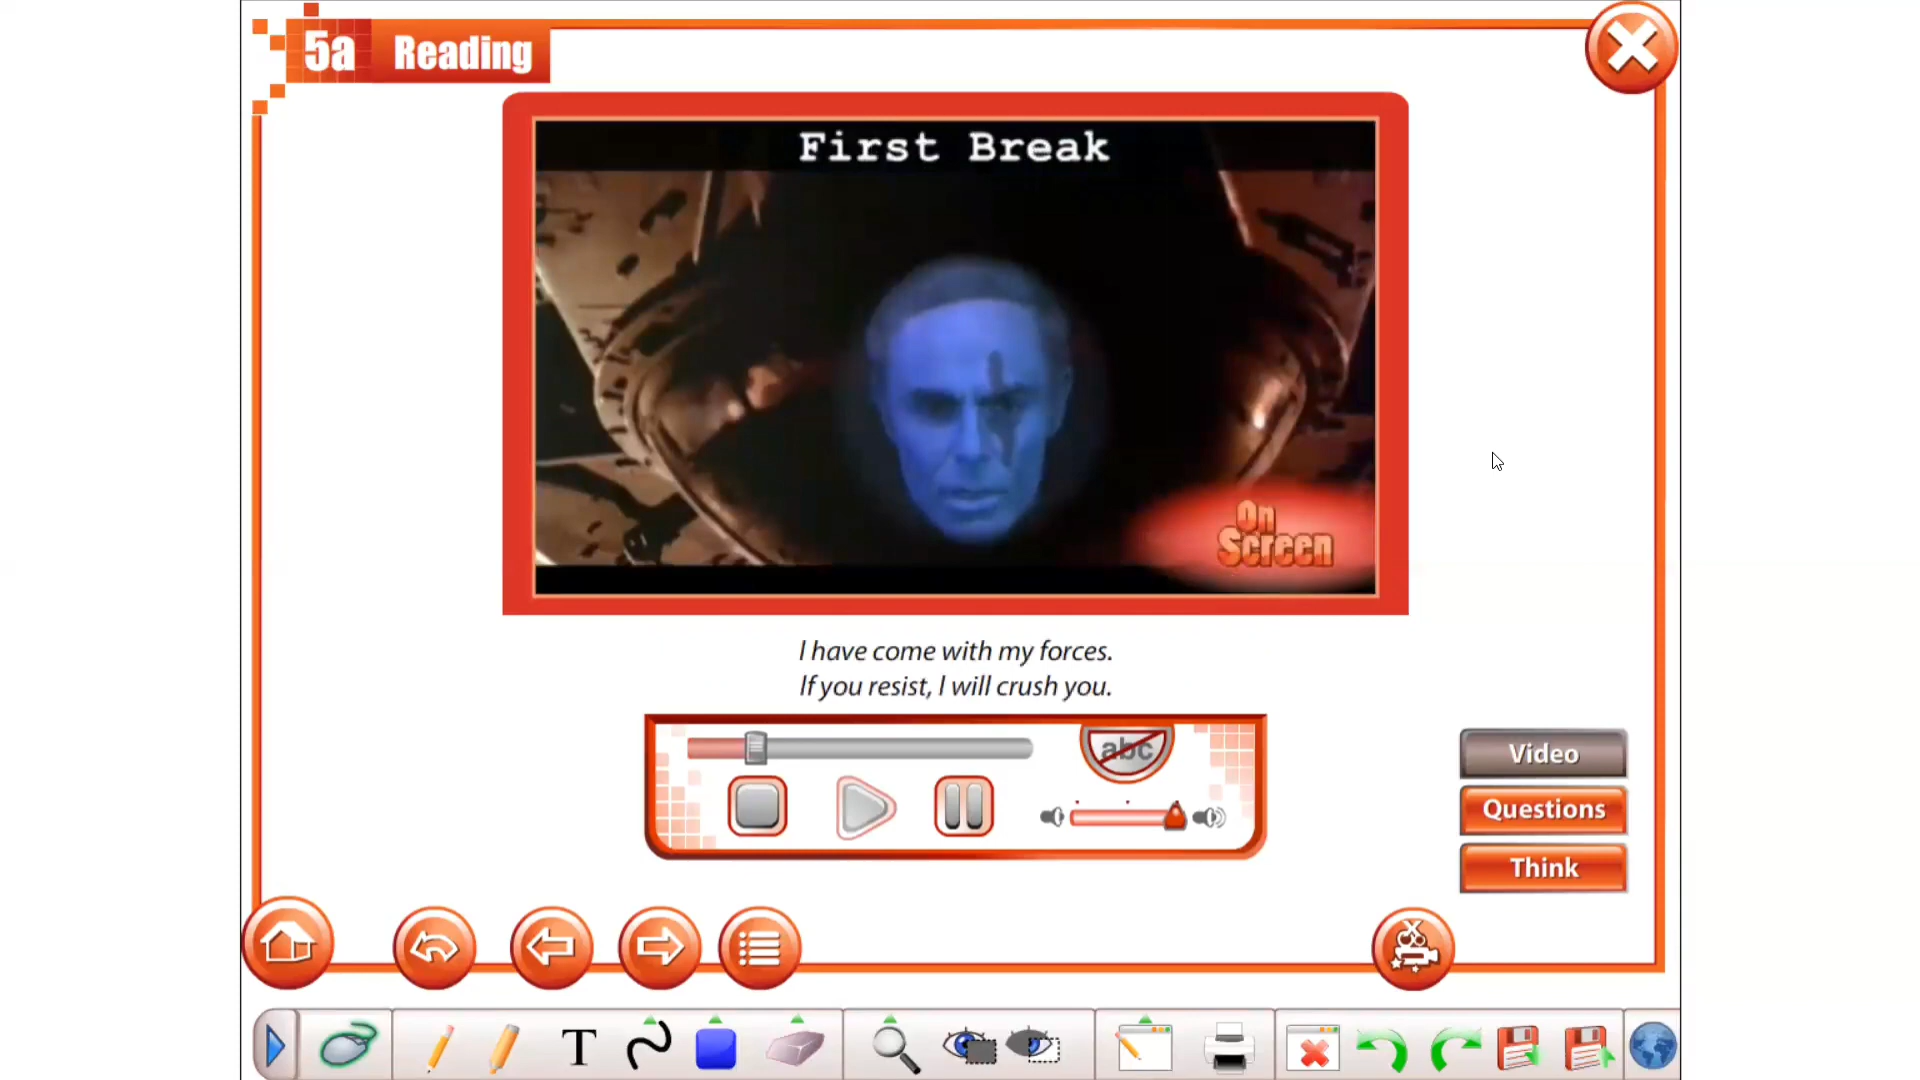 5a Reading
First Break
On
Screen
I have come with my forces.
If you resist, I will crush you.
abc
Video
Questions
Think
T